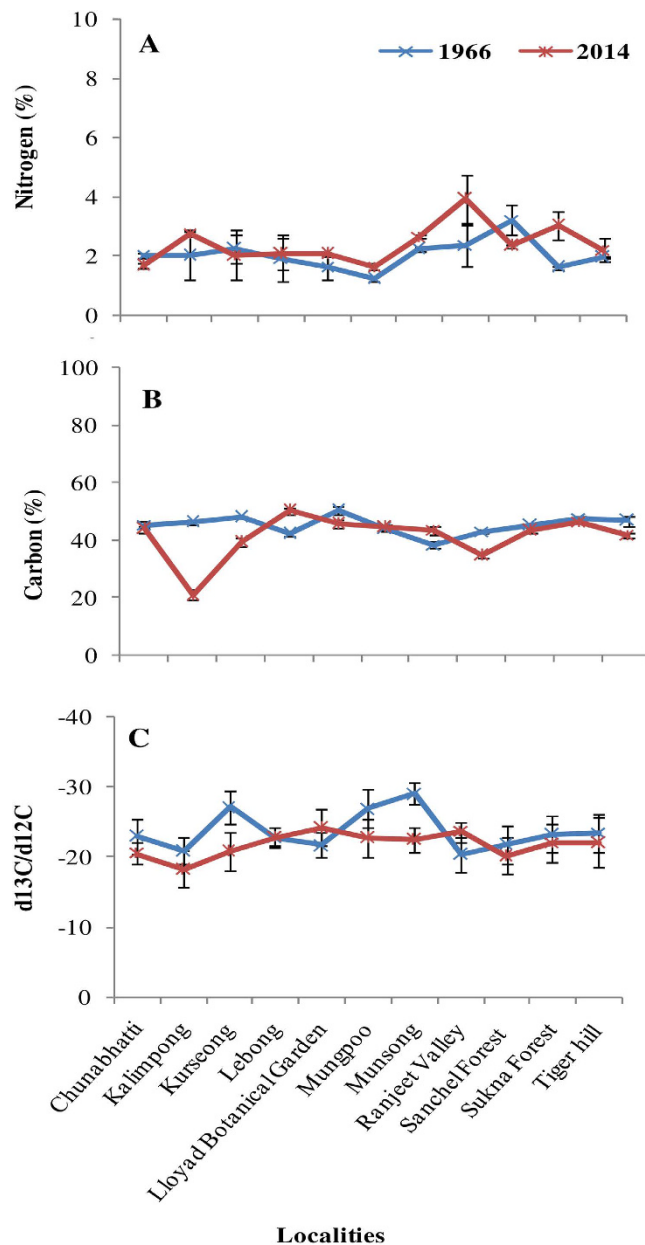 A
1966
2014
Nitrogen (%)
10
8
6
4
2
0
B
Carbon (%)
100
80
60
40
20
0
C
d13C/d12C
-40
-30
-20
-10
0
Chunabhatti
Kalimpong
Kurseong
Lebong
Lloyad Botanical Garden
Mungpoo
Munsong
Ranjeet Valley
Sanchel Forest
Sukna Forest
Tiger hill
Localities